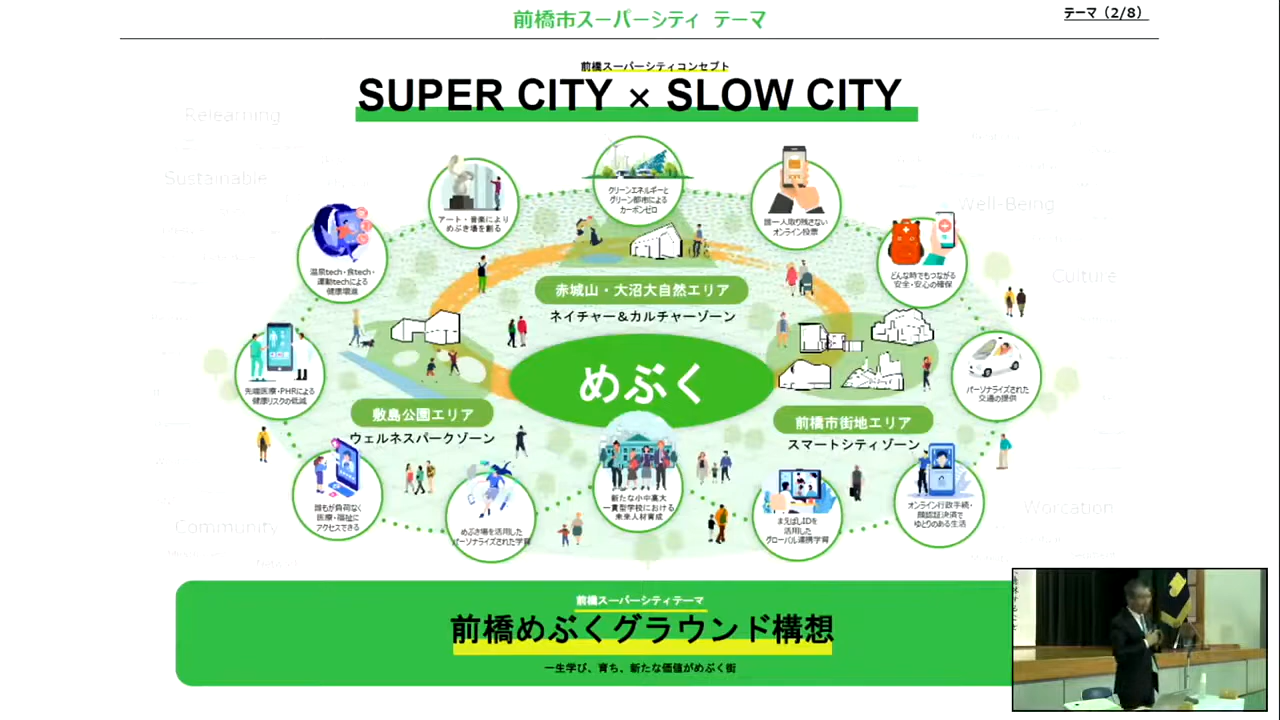 前橋市スーパーシティ テーマ
テーマ（2/8）
前橋スーパーシティコンセプト
SUPER CITY × SLOW CITY
Relearning
Sustainable
Well-Being
Culture
Community
Worcation
アート・音楽により
めぶき場を創る
クリーンエネルギーと
グリーン都市による
カーボンゼロ
誰一人取り残さない
オンライン投票
温泉tech・食tech・
運動techによる
健康増進
どんな時でもつながる
安全・安心の確保
赤城山・大沼大自然エリア
ネイチャー＆カルチャーゾーン
めぶく
先端医療・PHRによる
健康リスクの低減
パーソナライズされた
交通の提供
敷島公園エリア
ウェルネスパークゾーン
前橋市街地エリア
スマートシティゾーン
誰もが負荷なく
医療・福祉に
アクセスできる
めぶき場を活用した
パーソナライズされた学習
新たな小中高大
一貫型学校における
未来人材育成
まえばしIDを
活用した
グローバル連携学習
オンライン行政手続・
顔認証決済で
ゆとりのある生活
前橋スーパーシティテーマ
前橋めぶくグラウンド構想
一生学び、育ち、新たな価値がめぶく街